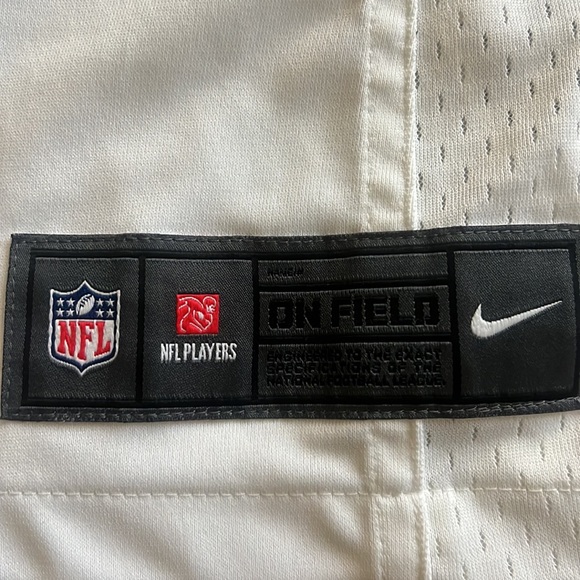 NFL
NFL PLAYERS
ON FIELD
ENGINEERED TO THE EXACT
SPECIFICATIONS OF THE
NATIONAL FOOTBALL LEAGUE.